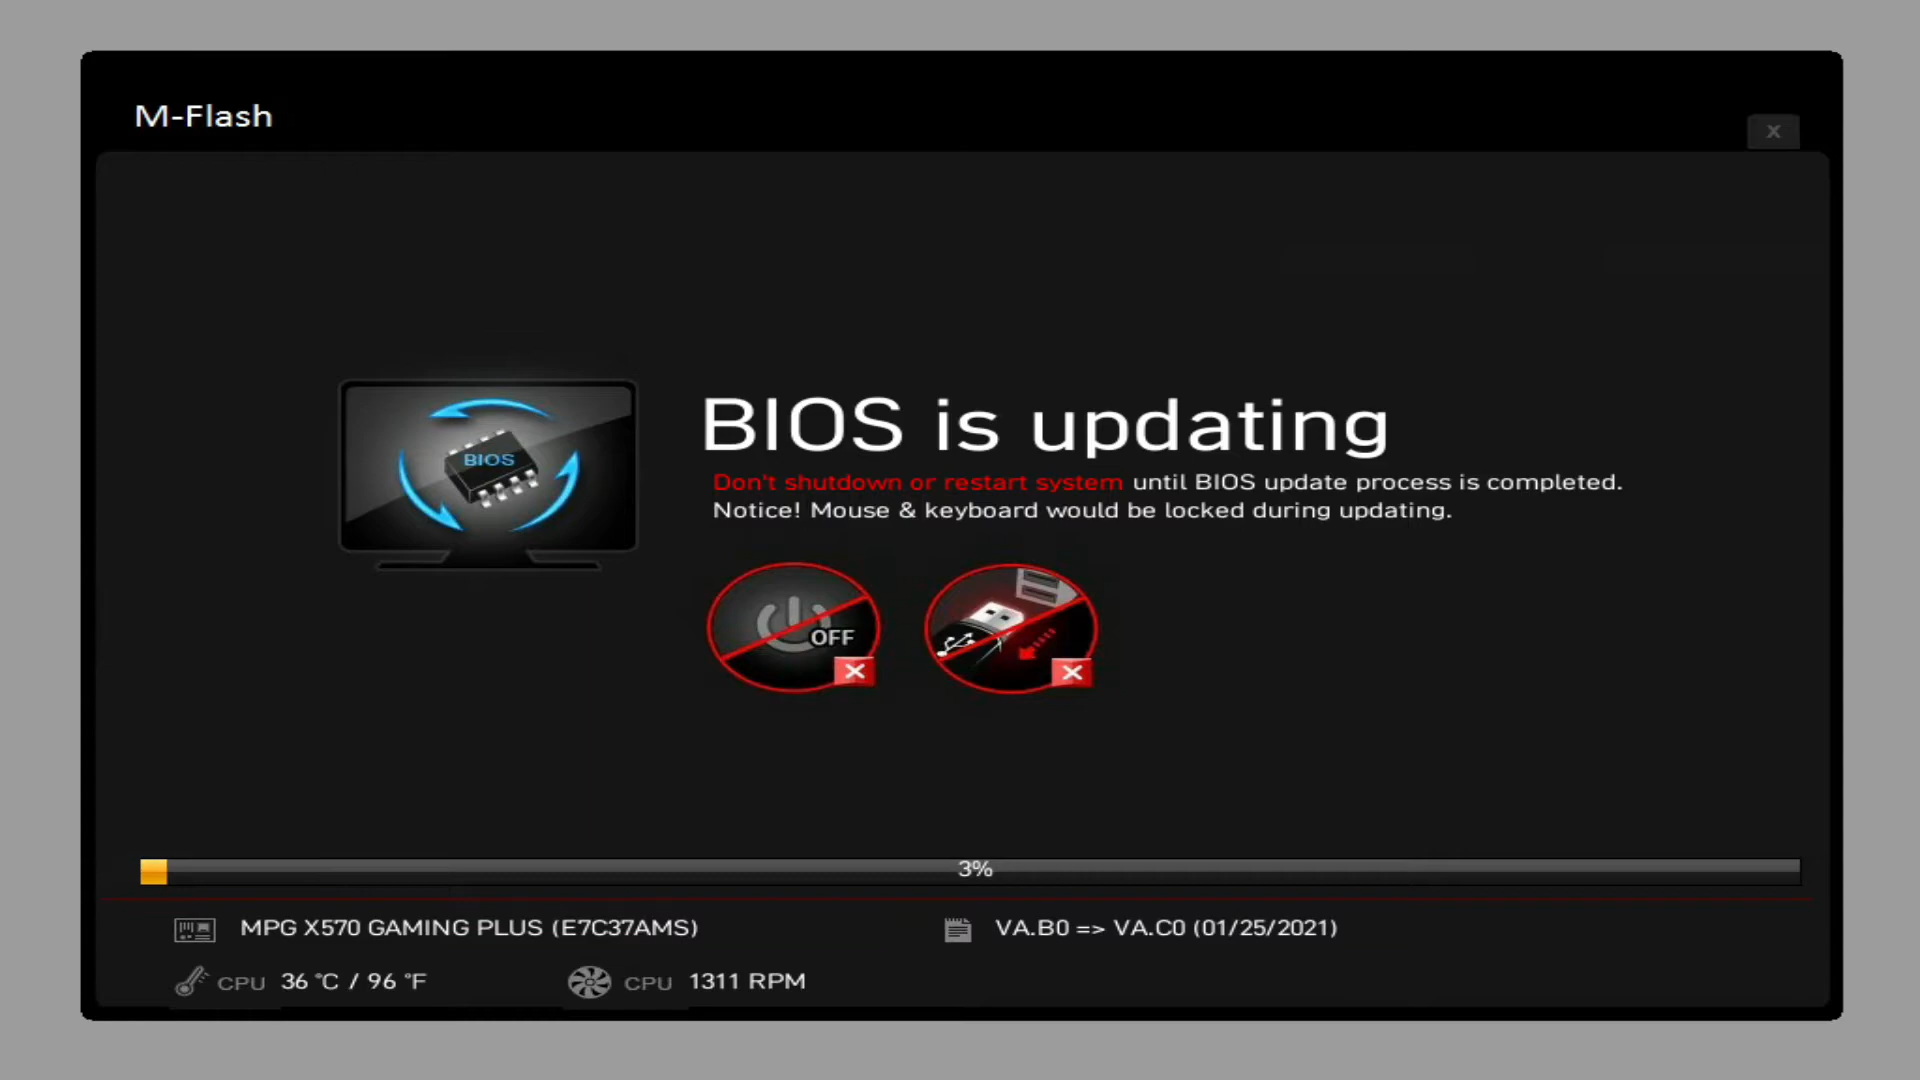 M-Flash
X
BIOS
BIOS is updating
Don't shutdown or restart system until BIOS update process is completed.
Notice! Mouse & keyboard would be locked during updating.
OFF
3%
MPG X570 GAMING PLUS (E7C37AMS)
VA.B0 => VA.C0 (01/25/2021)
CPU 36 °C / 96 °F
CPU 1311 RPM